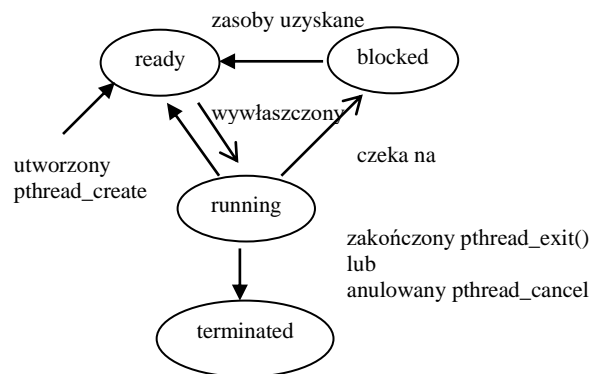 zasoby uzyskane
ready
blocked
wywłaszczony
utworzony
pthread_create
czeka na
running
zakończony pthread_exit()
lub
anulowany pthread_cancel
terminated